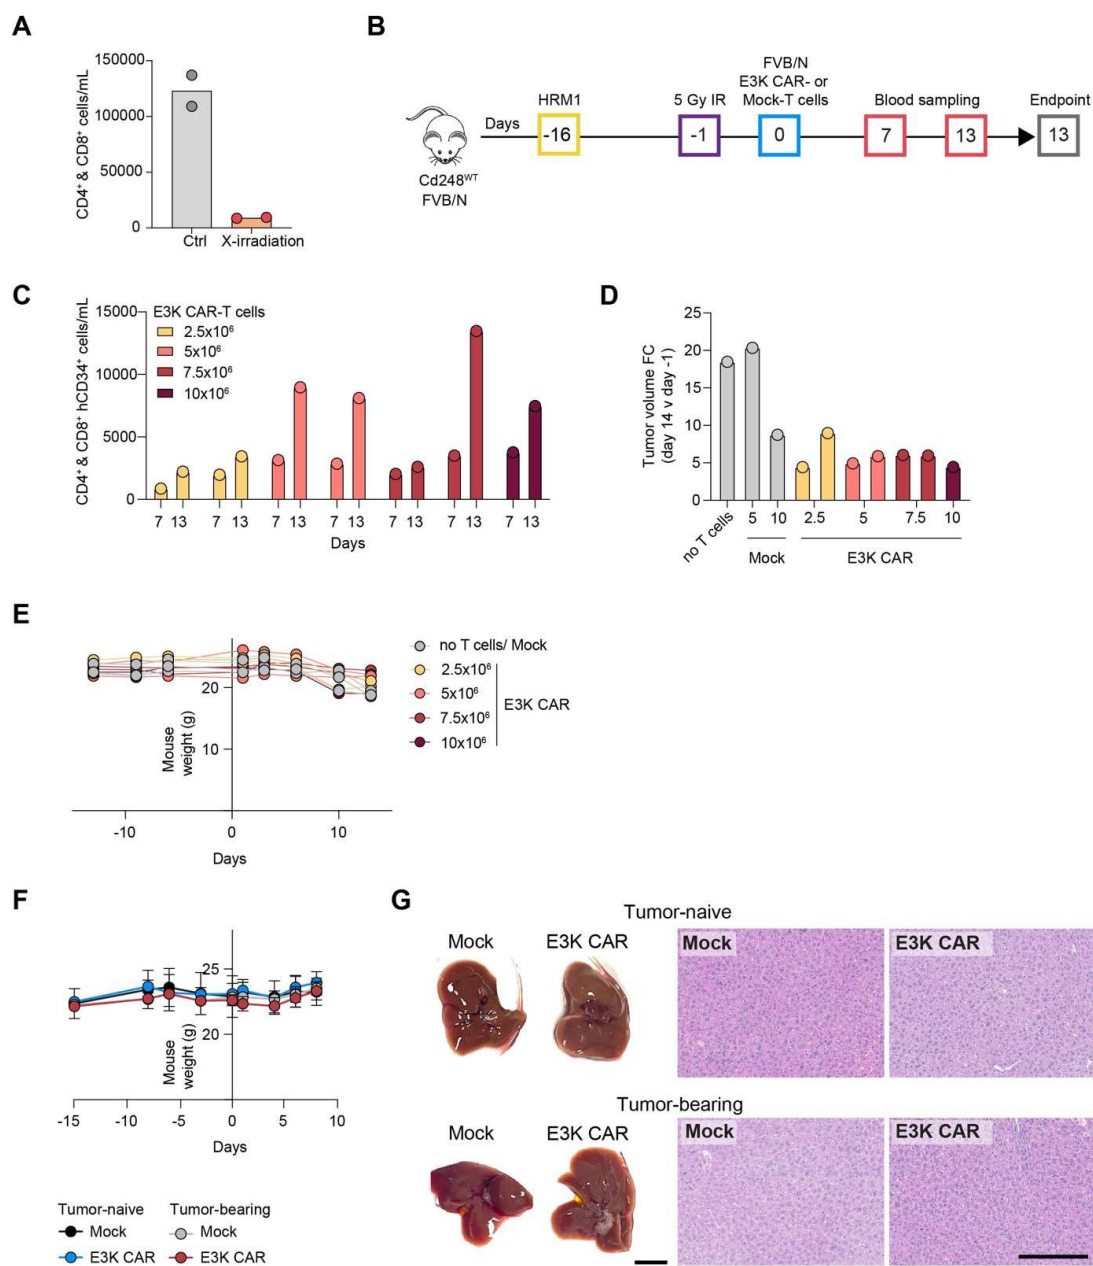 A
150000
100000
50000
0
CD4⁺ & CD8⁺ cells/mL
Ctrl
X-irradiation
B
Cd248ᵂᵀ
FVB/N
Days
HRM1
-16
5 Gy IR
-1
FVB/N
E3K CAR- or
Mock-T cells
0
Blood sampling
7
13
Endpoint
13
C
CD4⁺ & CD8⁺ hCD34⁺ cells/mL
15000
10000
5000
0
E3K CAR-T cells
2.5x10⁶
5x10⁶
7.5x10⁶
10x10⁶
7 13 7 13 7 13 7 13 7 13 7 13 7 13
Days
D
Tumor volume FC
(day 14 v day -1)
25
20
15
10
5
0
no T cells
5 10 2.5 5 7.5 10
Mock
E3K CAR
E
20
10
Mouse
weight (g)
-10 0 10
Days
no T cells/ Mock
2.5x10⁶
5x10⁶
7.5x10⁶
10x10⁶
E3K CAR
F
25
20
Mouse
weight (g)
-15 -10 -5 0 5 10
Days
Tumor-naive
Mock
E3K CAR
Tumor-bearing
Mock
E3K CAR
G
Tumor-naive
Mock
E3K CAR
Mock
E3K CAR
Tumor-bearing
Mock
E3K CAR
Mock
E3K CAR